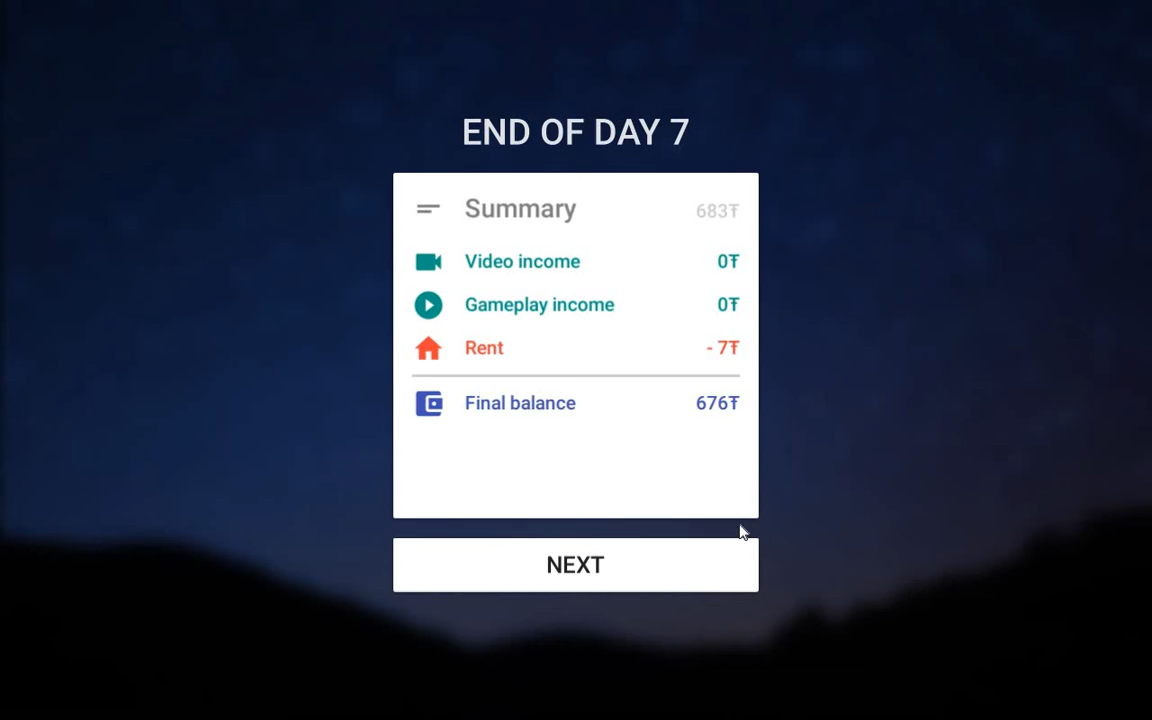 END OF DAY 7
Summary 683₮
Video income 0₮
Gameplay income 0₮
Rent - 7₮
Final balance 676₮
NEXT